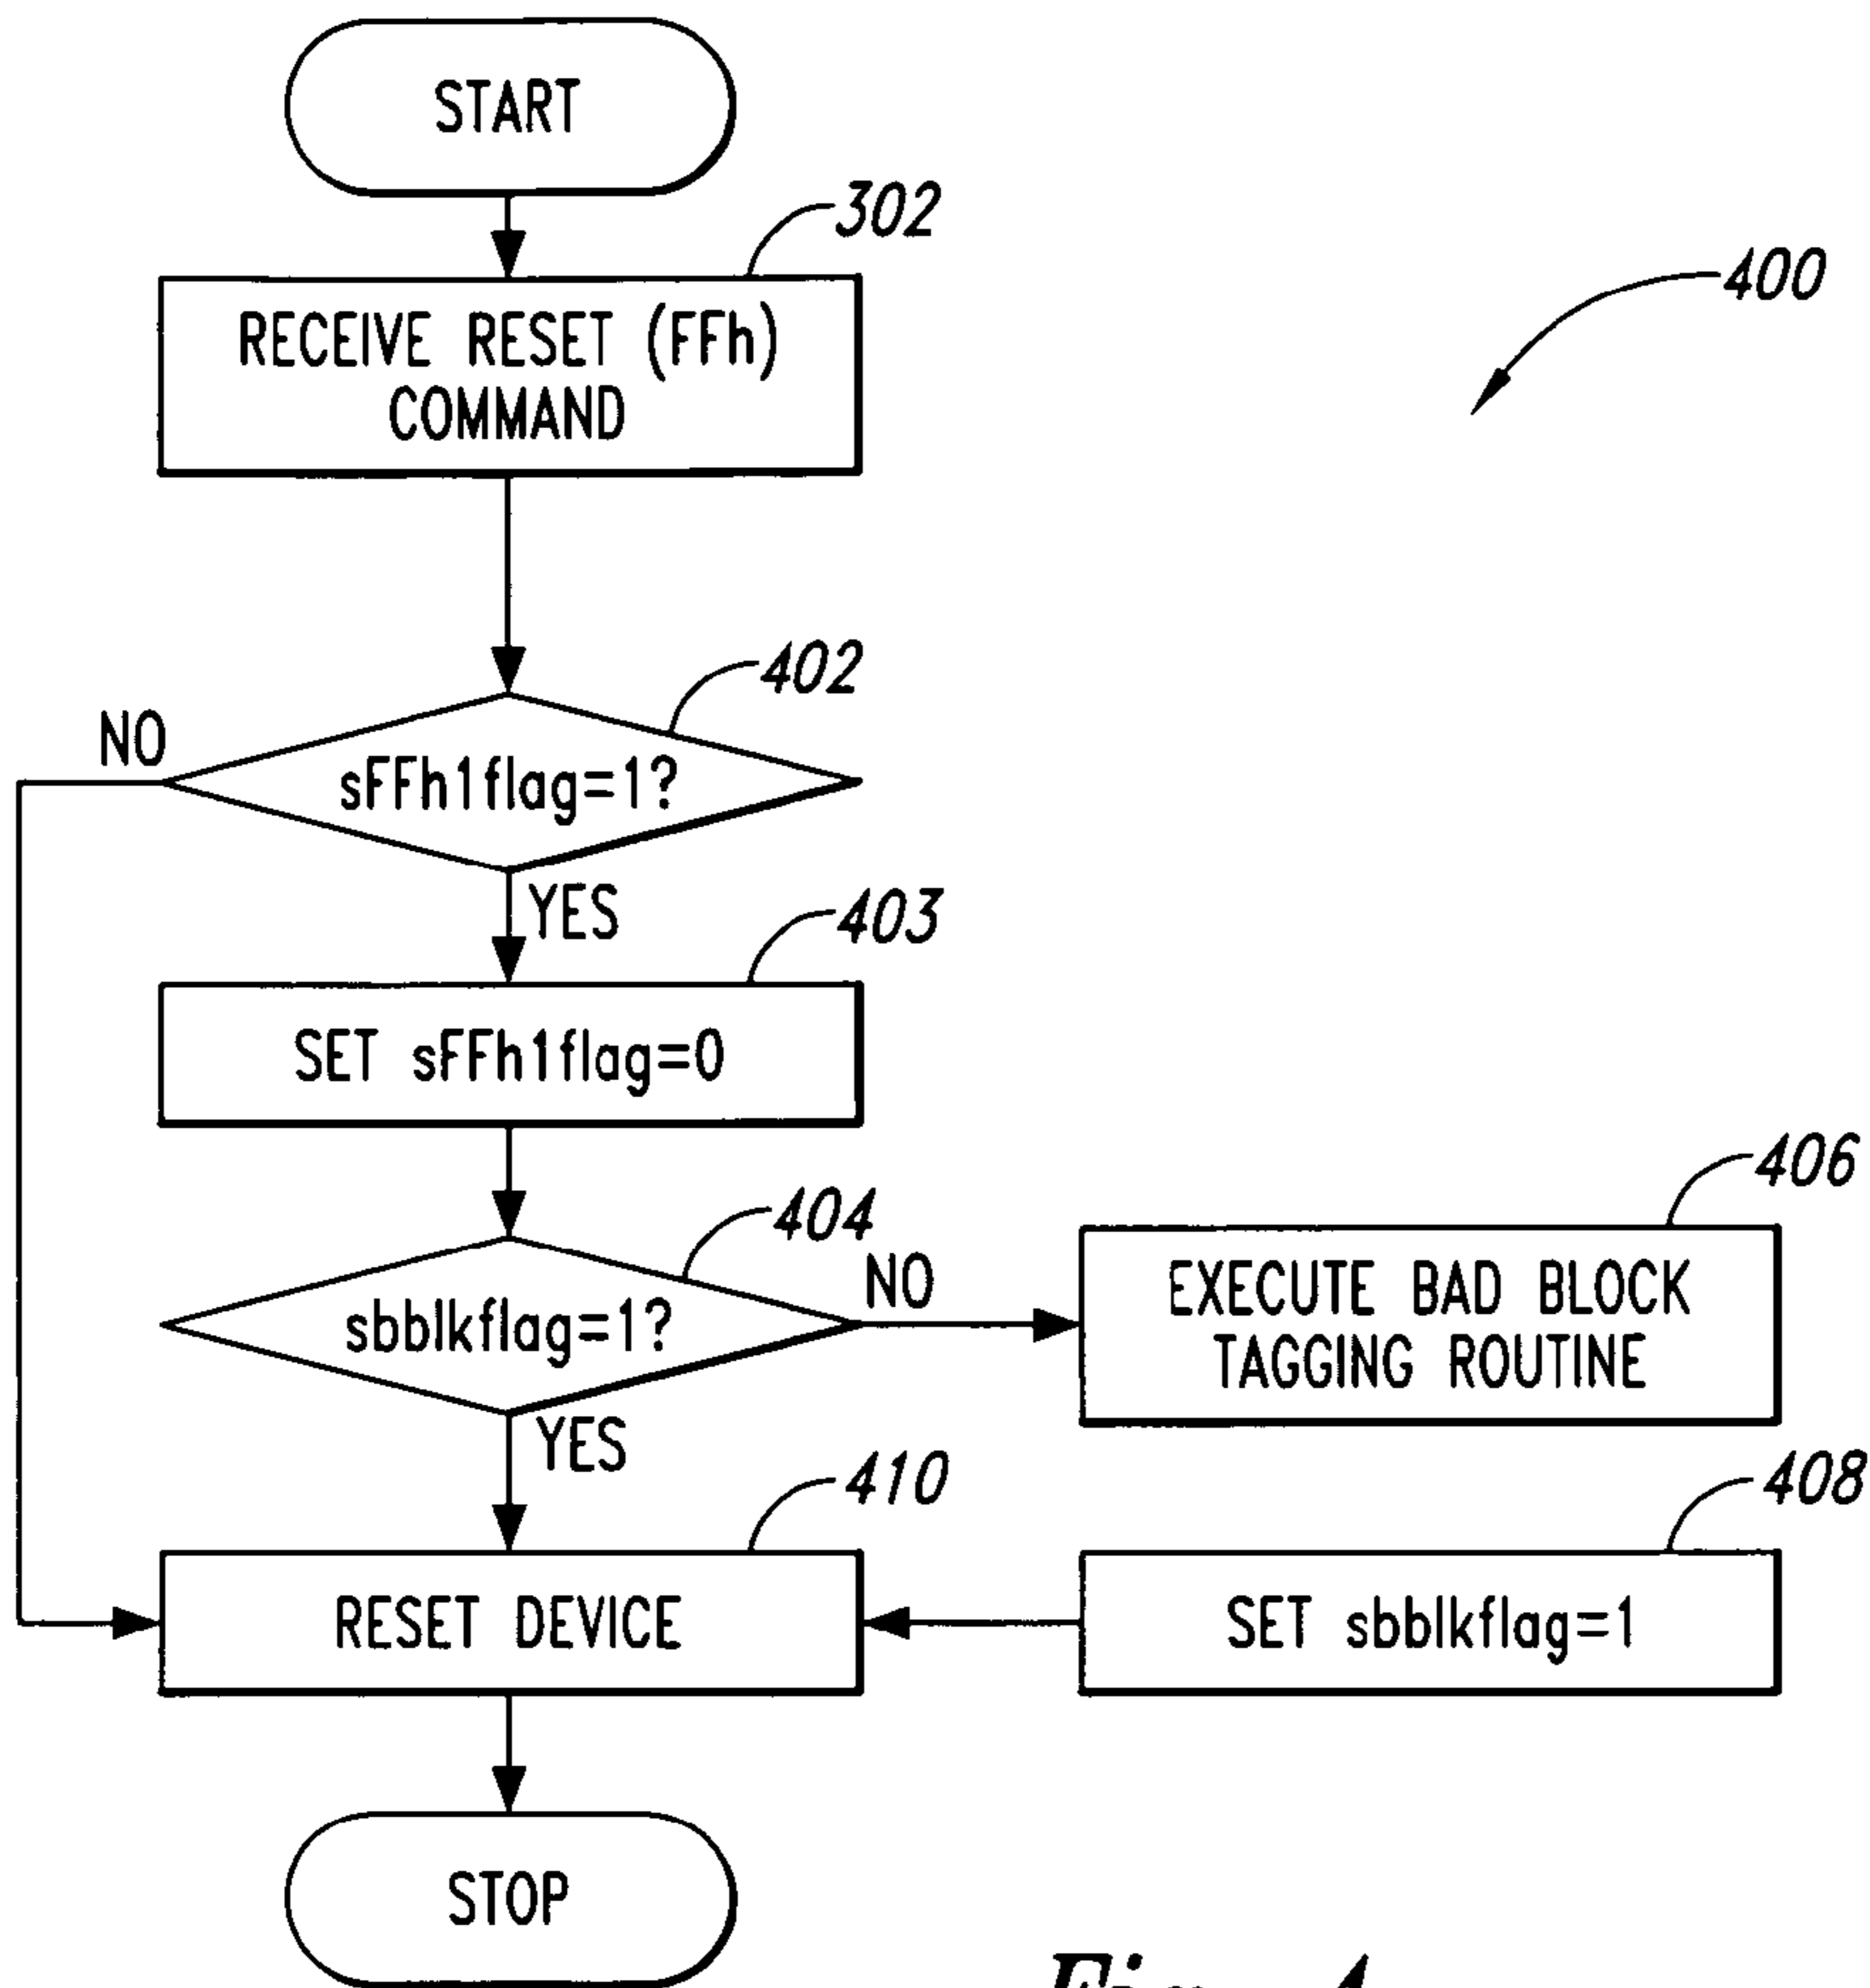 START
302
RECEIVE RESET (FFh)
COMMAND
400
402
NO
sFFh1flag=1?
YES
403
SET sFFh1flag=0
404
sbblkflag=1?
NO
406
EXECUTE BAD BLOCK
TAGGING ROUTINE
YES
410
RESET DEVICE
408
SET sbblkflag=1
STOP